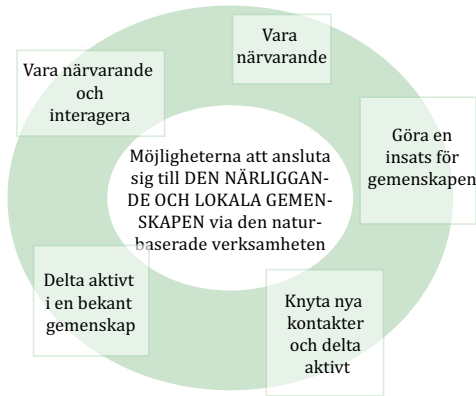 Vara
närvarande
Vara närvarande
och
interagera
Göra en
insats för
gemenskapen
Möjligheterna att ansluta
sig till DEN NÄRLIGGAN-
DE OCH LOKALA GEMEN-
SKAPEN via den natur-
baserade verksamheten
Delta aktivt
i en bekant
gemenskap
Knyta nya
kontakter
och delta
aktivt